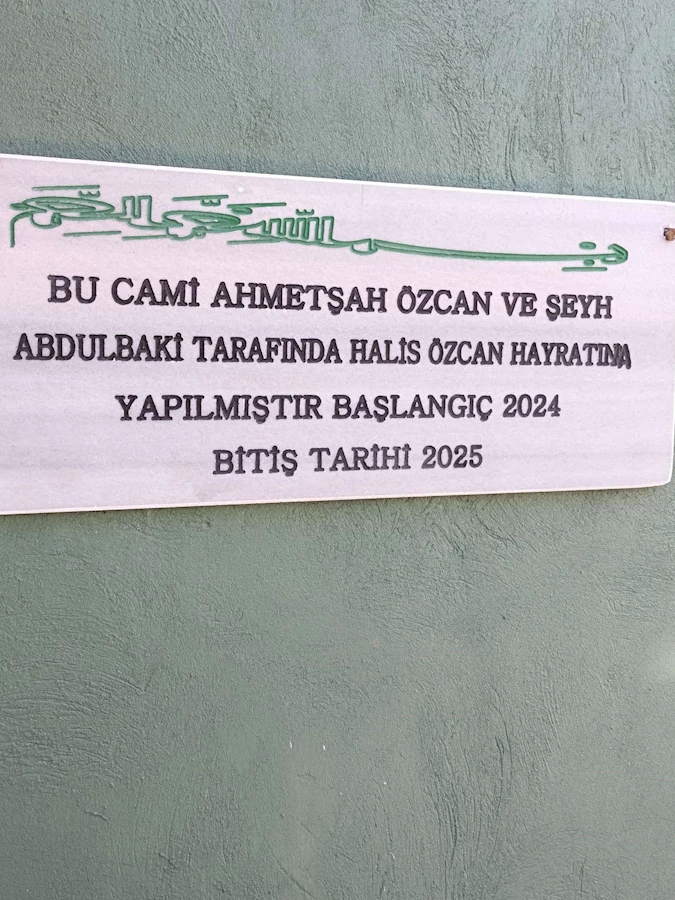 بسم الله الرحمن الرحيم
BU CAMİ AHMETŞAH ÖZCAN VE ŞEYH
ABDULBAKİ TARAFINDA HALİS ÖZCAN HAYRATINA
YAPILMIŞTIR BAŞLANGIÇ 2024
BİTİŞ TARİHİ 2025